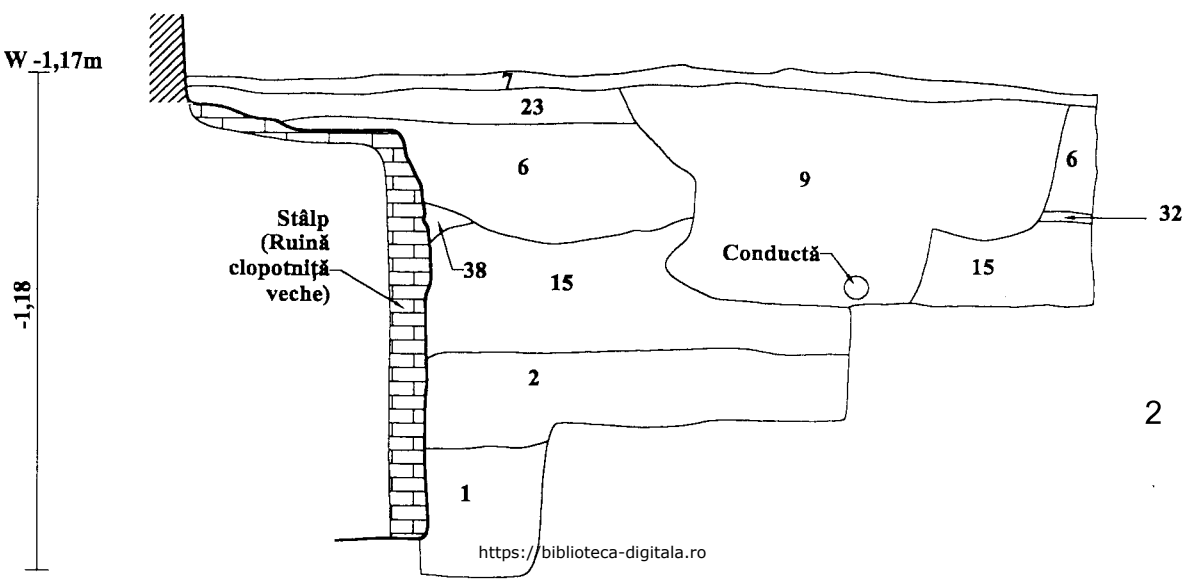 W -1,17m
7
23
6
9
6
32
Stâlp
(Ruină
clopotniță
veche)
38
15
Conductă
15
-1,18
2
2
1
https://biblioteca-digitala.ro